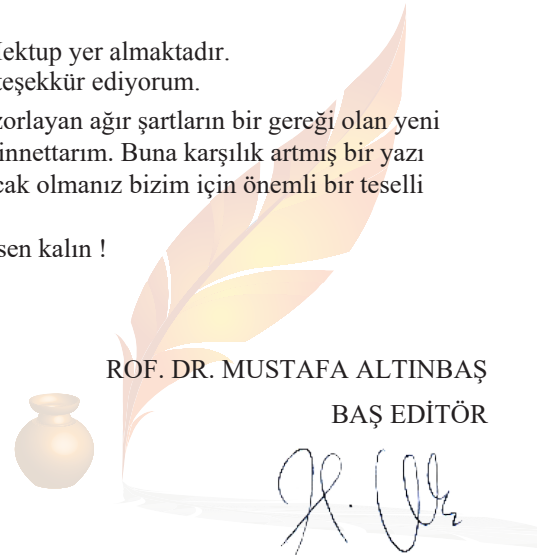 ektup yer almaktadır.
teşekkür ediyorum.
zorlayan ağır şartların bir gereği olan yeni
innettarım. Buna karşılık artmış bir yazı
cak olmanız bizim için önemli bir teselli
sen kalın !
ROF. DR. MUSTAFA ALTINBAŞ
BAŞ EDİTÖR